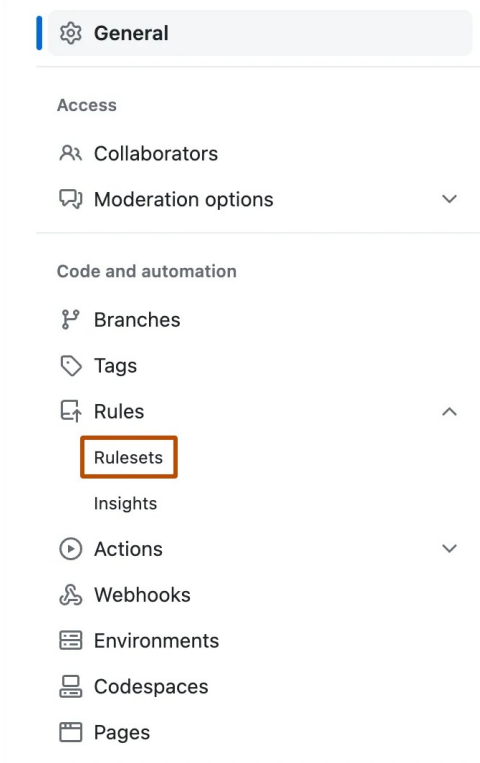 General
Access
Collaborators
Moderation options
Code and automation
Branches
Tags
Rules
Rulesets
Insights
Actions
Webhooks
Environments
Codespaces
Pages